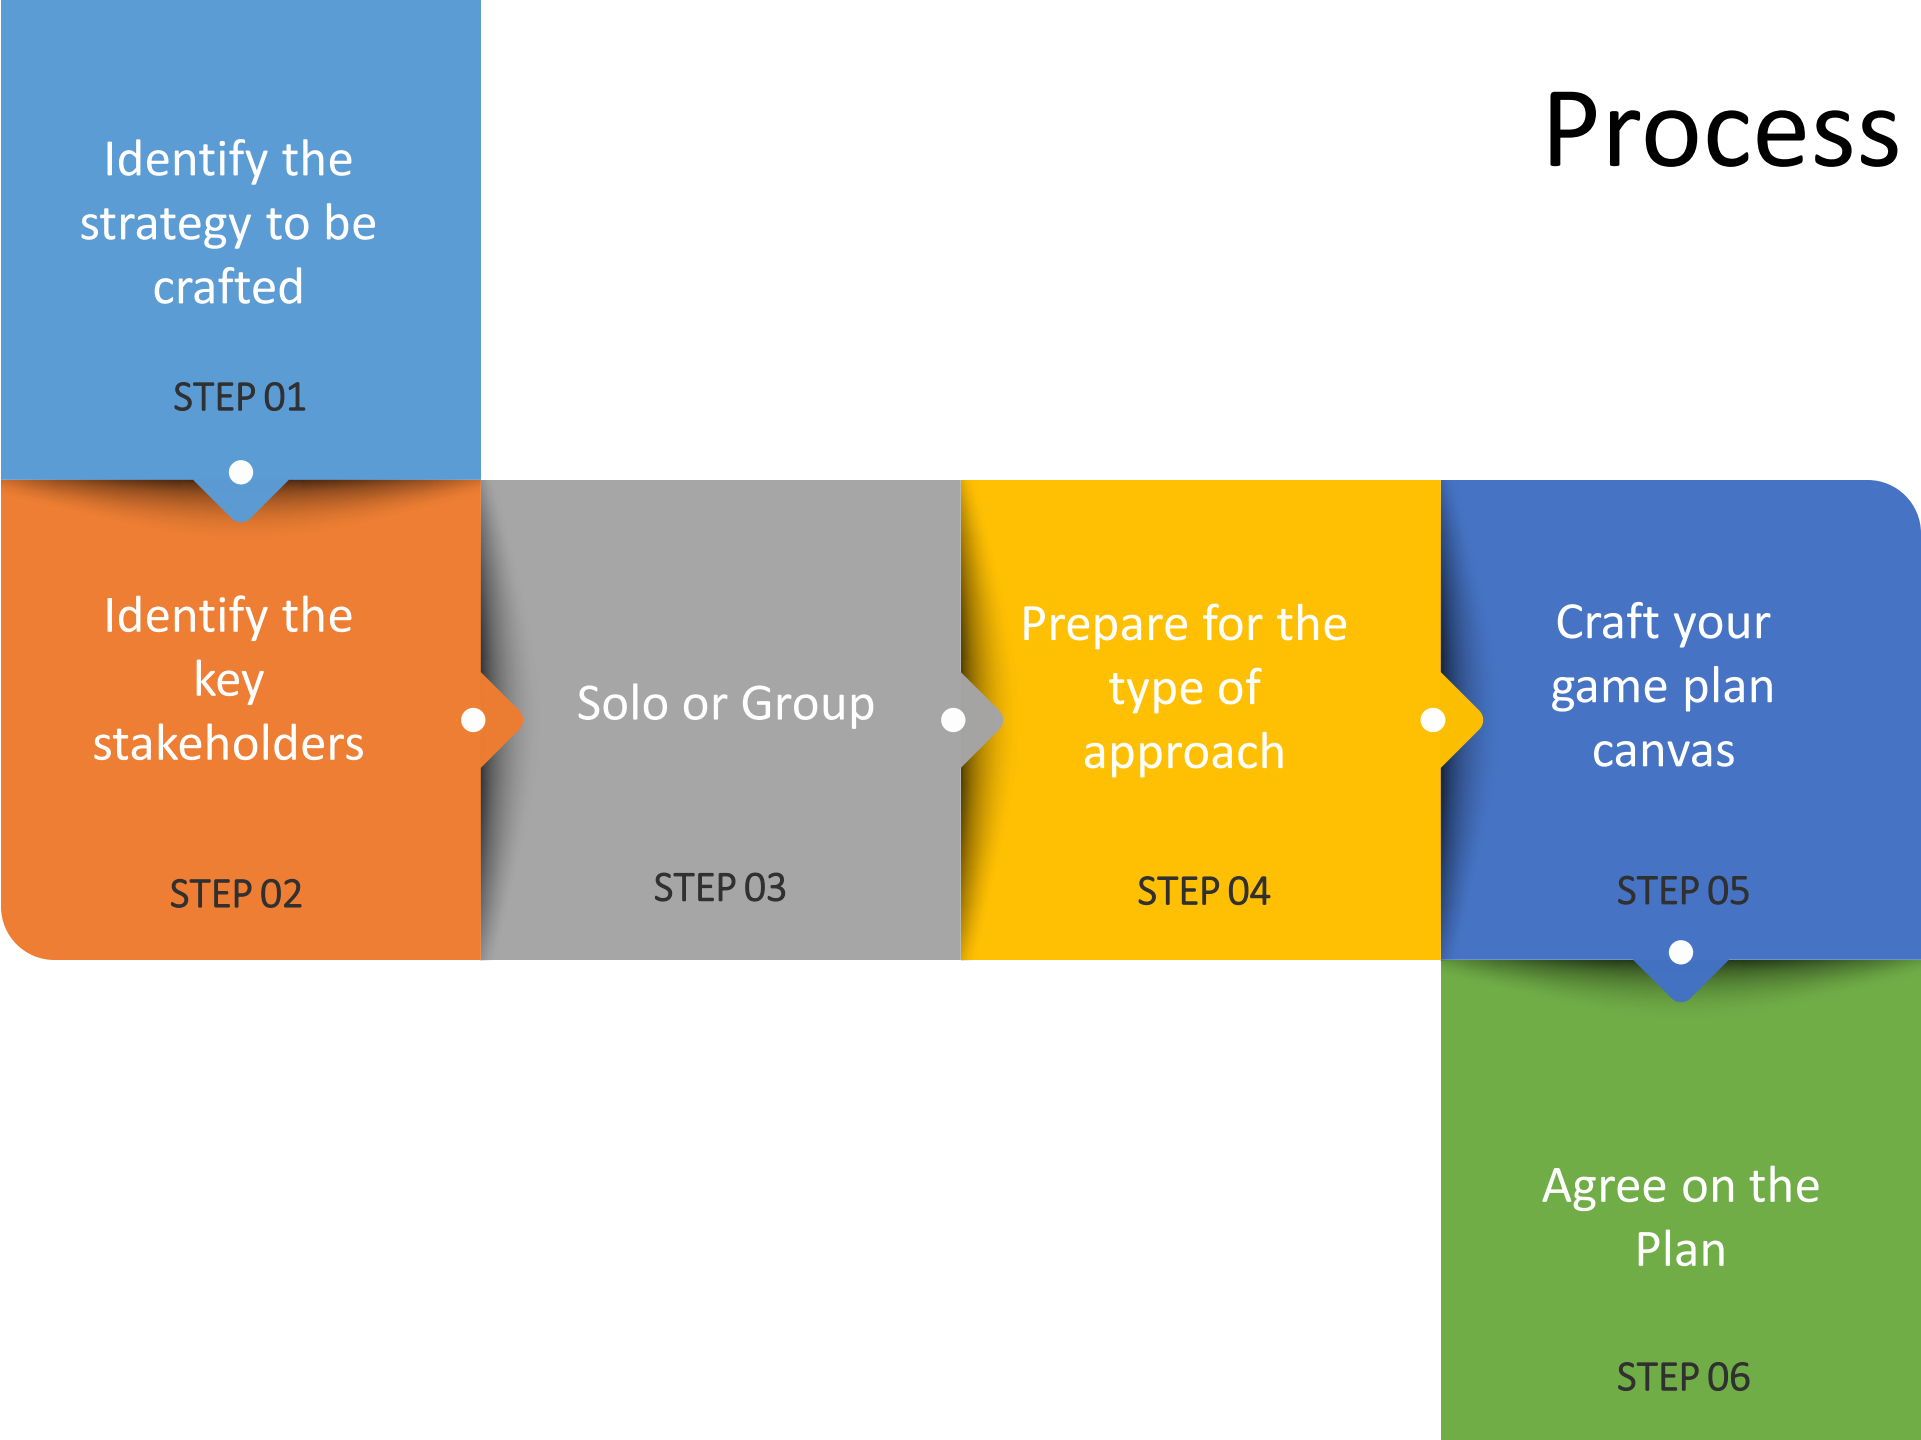 Process
Identify the
strategy to be
crafted
STEP 01
Identify the
key
stakeholders
STEP 02
Solo or Group
STEP 03
Prepare for the
type of
approach
STEP 04
Craft your
game plan
canvas
STEP 05
Agree on the
Plan
STEP 06